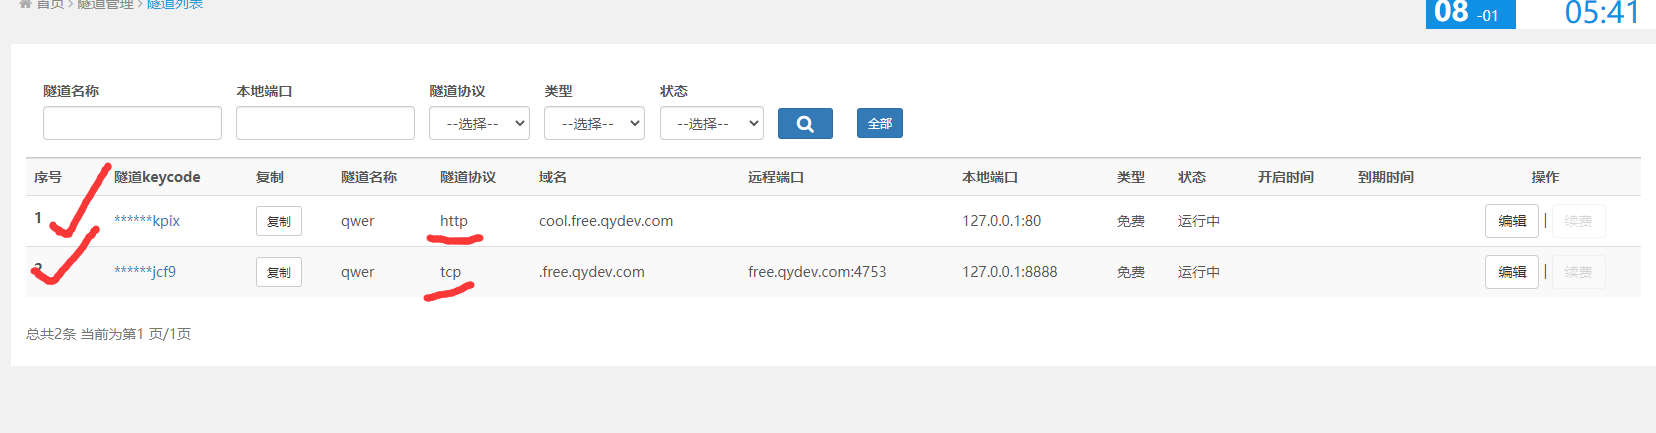 首页 > 隧道管理 > 隧道列表
08 -01 05:41
隧道名称 本地端口 隧道协议 类型 状态
--选择-- --选择-- --选择-- 全部
序号 隧道keycode 复制 隧道名称 隧道协议 域名 远程端口 本地端口 类型 状态 开启时间 到期时间 操作
1 ******kpix 复制 qwer http cool.free.qydev.com 127.0.0.1:80 免费 运行中 编辑 | 续费
2 ******jcf9 复制 qwer tcp .free.qydev.com free.qydev.com:4753 127.0.0.1:8888 免费 运行中 编辑 | 续费
总共2条 当前为第1 页/1页